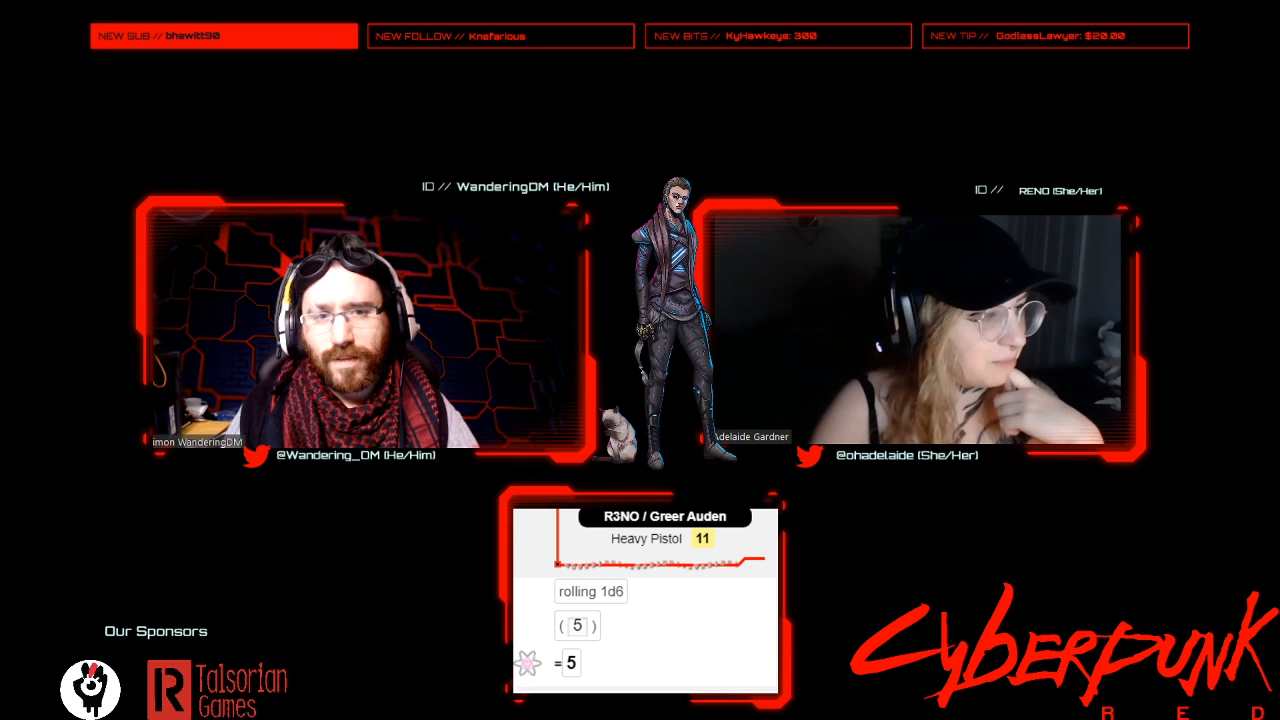 NEW SUB // bhewitt90
NEW FOLLOW // Knefarious
NEW BITS // KyHawkeye: 300
NEW TIP // GodlessLawyer: $20.00
ID // WanderingDM (He/Him)
ID // RENO (She/Her)
imon WanderingDM
Adelaide Gardner
@Wandering_DM (He/Him)
@ohadelaide (She/Her)
R3NO / Greer Auden
Heavy Pistol 11
rolling 1d6
( 5 )
=5
Our Sponsors
R Talsorian
Games
CYBERPUNK
RED